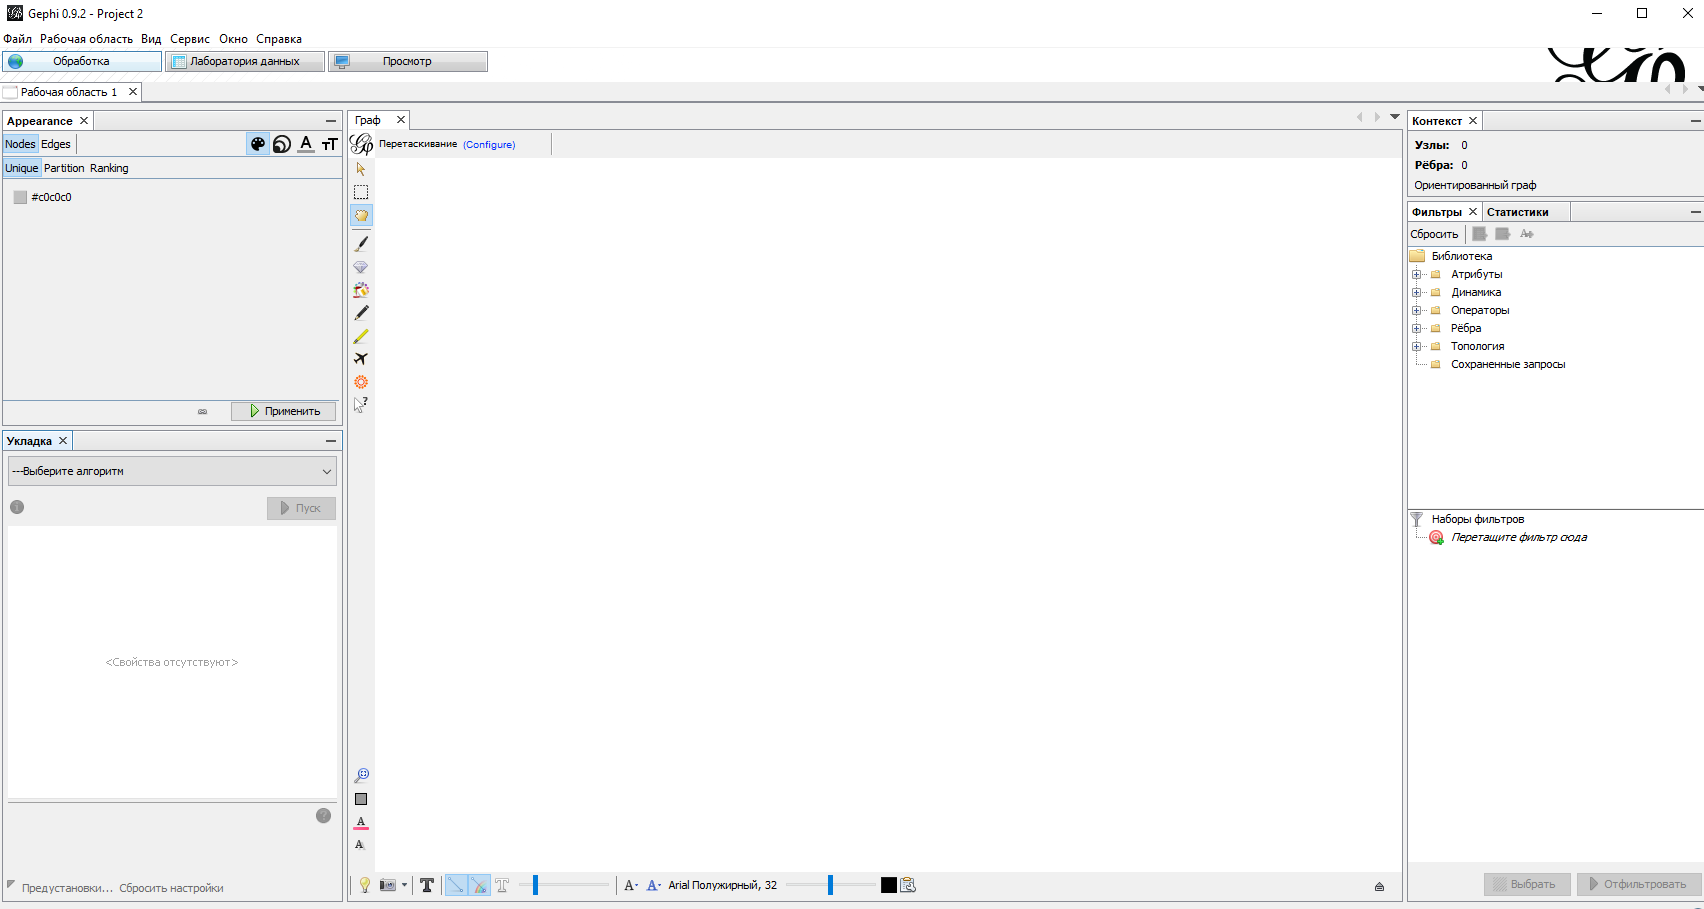 Gephi 0.9.2 - Project 2
Файл Рабочая область Вид Сервис Окно Справка
Обработка Лаборатория данных Просмотр
Рабочая область 1
Appearance
Nodes Edges
Unique Partition Ranking
#c0c0c0
Применить
Укладка
---Выберите алгоритм
Пуск
<Свойства отсутствуют>
Предустановки... Сбросить настройки
Граф
Перетаскивание (Configure)
Arial Полужирный, 32
Контекст
Узлы: 0
Рёбра: 0
Ориентированный граф
Фильтры Статистики
Сбросить
Библиотека
Атрибуты
Динамика
Операторы
Рёбра
Топология
Сохраненные запросы
Наборы фильтров
Перетащите фильтр сюда
Выбрать Отфильтровать